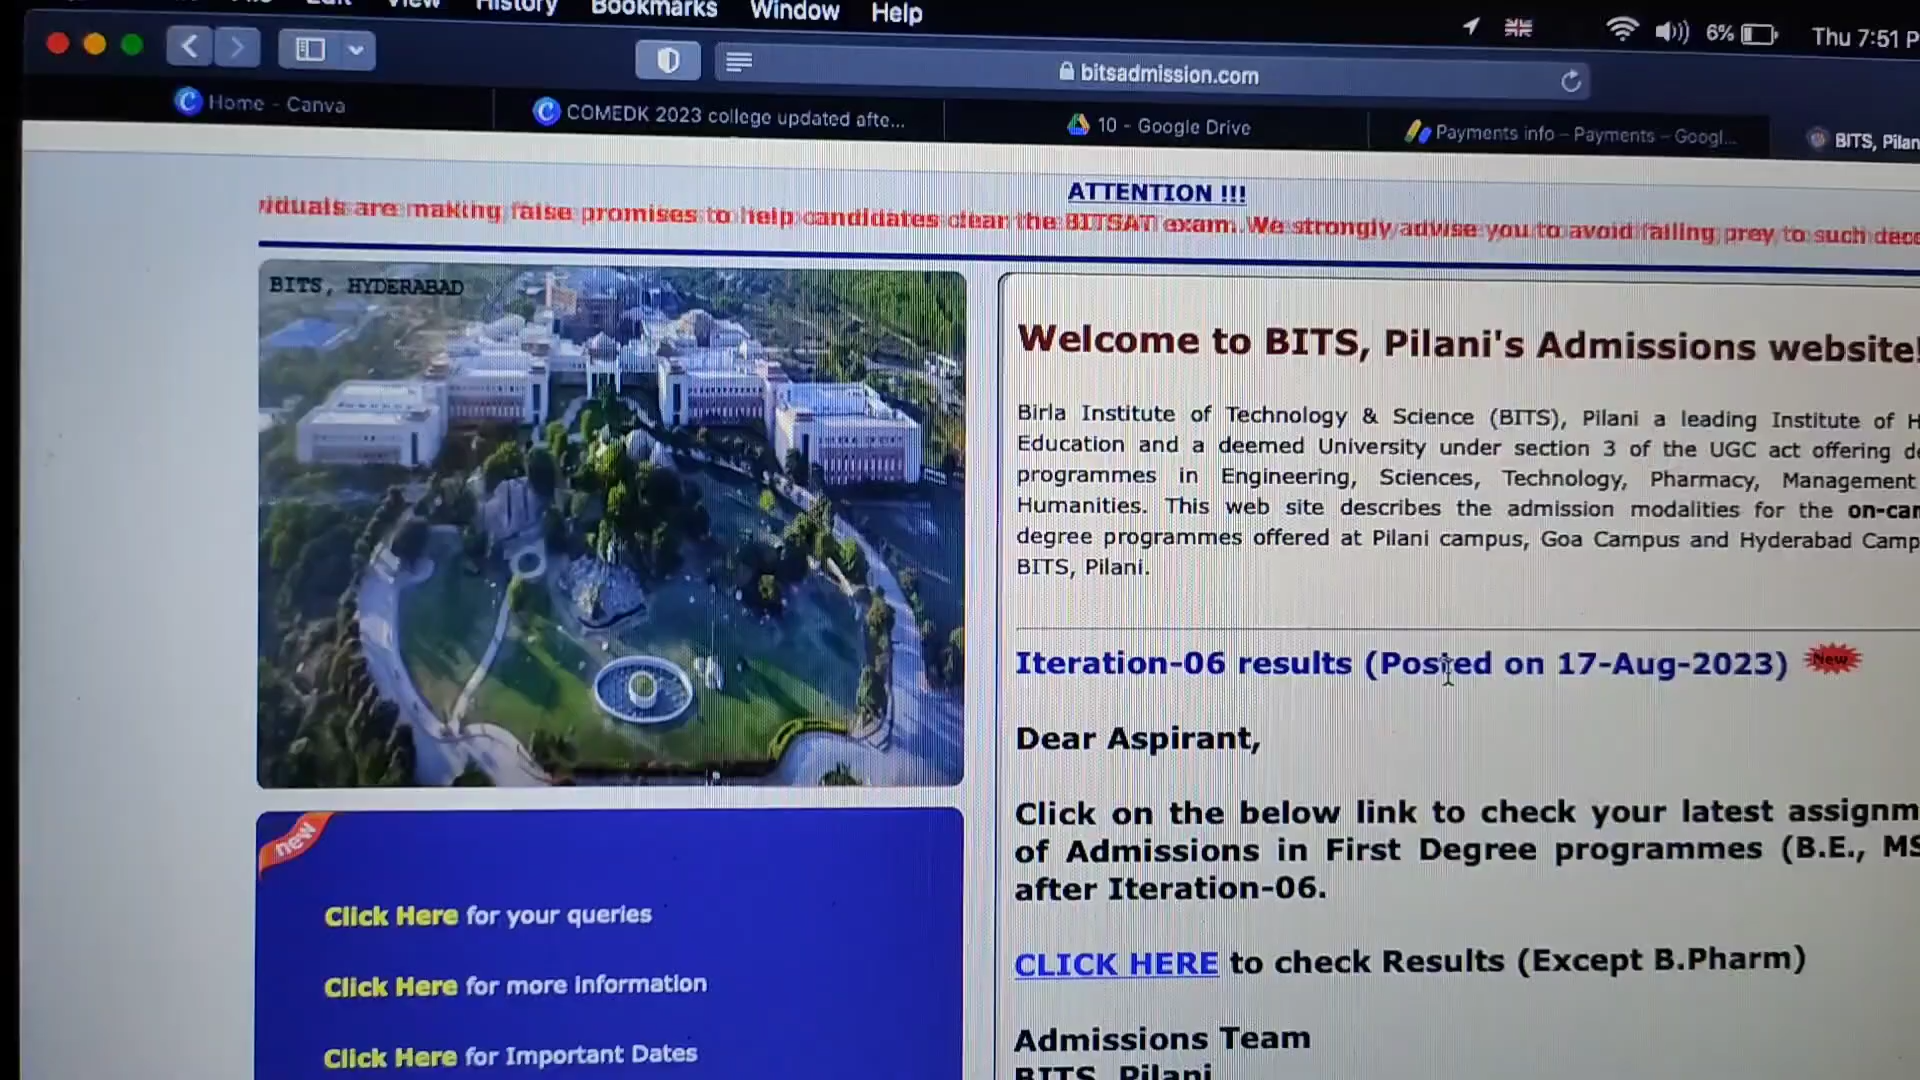 View History Bookmarks Window Help
6% Thu 7:51 P
bitsadmission.com
Home - Canva
COMEDK 2023 college updated afte...
10 - Google Drive
Payments info – Payments – Googl...
BITS, Pilan
ATTENTION !!!
viduals are making false promises to help candidates clear the BITSAT exam. We strongly advise you to avoid falling prey to such dece
BITS, HYDERABAD
Welcome to BITS, Pilani's Admissions website!
Birla Institute of Technology & Science (BITS), Pilani a leading Institute of H
Education and a deemed University under section 3 of the UGC act offering de
programmes in Engineering, Sciences, Technology, Pharmacy, Management
Humanities. This web site describes the admission modalities for the on-cam
degree programmes offered at Pilani campus, Goa Campus and Hyderabad Camp
BITS, Pilani.
Iteration-06 results (Posted on 17-Aug-2023) New
Dear Aspirant,
Click on the below link to check your latest assignm
of Admissions in First Degree programmes (B.E., MS
after Iteration-06.
CLICK HERE to check Results (Except B.Pharm)
Admissions Team
BITS, Pilani
new
Click Here for your queries
Click Here for more information
Click Here for Important Dates